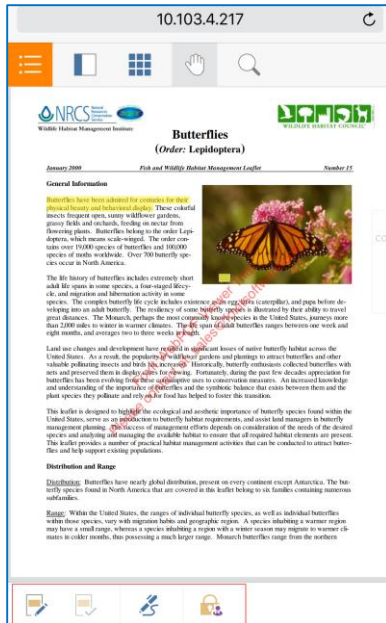 10.103.4.217
NRCS Natural Resources Conservation Service
Wildlife Habitat Management Institute
WILDLIFE HABITAT COUNCIL
Butterflies
(Order: Lepidoptera)
January 2000 Fish and Wildlife Habitat Management Leaflet Number 15
General Information
Butterflies have been admired for centuries for their
physical beauty and behavioral display. These colorful
insects frequent open, sunny wildflower gardens,
grassy fields and orchards, feeding on nectar from
flowering plants. Butterflies belong to the order Lepi-
doptera, which means scale-winged. The order con-
tains over 19,000 species of butterflies and 100,000
species of moths worldwide. Over 700 butterfly spe-
cies occur in North America.
The life history of butterflies includes extremely short
adult life spans in some species, a four-staged lifecy-
cle, and migration and hibernation activity in some
species. The complex butterfly life cycle includes existence as an egg, larva (caterpillar), and pupa before de-
veloping into an adult butterfly. The resiliency of some butterfly species is illustrated by their ability to travel
great distances. The Monarch, perhaps the most commonly known species in the United States, journeys more
than 2,000 miles to winter in warmer climates. The life span of adult butterflies ranges between one week and
eight months, and averages two to three weeks in length.
Land use changes and development have resulted in significant losses of native butterfly habitat across the
United States. As a result, the popularity of wildflower gardens and plantings to attract butterflies and other
valuable pollinating insects and birds has increased. Historically, butterfly enthusiasts collected butterflies with
nets and preserved them in display cases for viewing. Fortunately, during the past few decades appreciation for
butterflies has been evolving from these consumptive uses to conservation measures. An increased knowledge
and understanding of the importance of butterflies and the symbolic balance that exists between them and the
plant species they pollinate and rely on for food has helped to foster this transition.
This leaflet is designed to highlight the ecological and aesthetic importance of butterfly species found within the
United States, serve as an introduction to butterfly habitat requirements, and assist land managers in butterfly
management planning. The success of management efforts depends on consideration of the needs of the desired
species and analyzing and managing the available habitat to ensure that all required habitat elements are present.
This leaflet provides a number of practical habitat management activities that can be conducted to attract butter-
flies and help support existing populations.
Distribution and Range
Distribution: Butterflies have nearly global distribution, present on every continent except Antarctica. The but-
terfly species found in North America that are covered in this leaflet belong to six families containing numerous
subfamilies.
Range: Within the United States, the ranges of individual butterfly species, as well as individual butterflies
within those species, vary with migration habits and geographic region. A species inhabiting a warmer region
may have a small range, whereas a species inhabiting a region with a winter season may migrate to warmer cli-
mates in colder months, thus possessing a much larger range. Monarch butterflies range from the northern